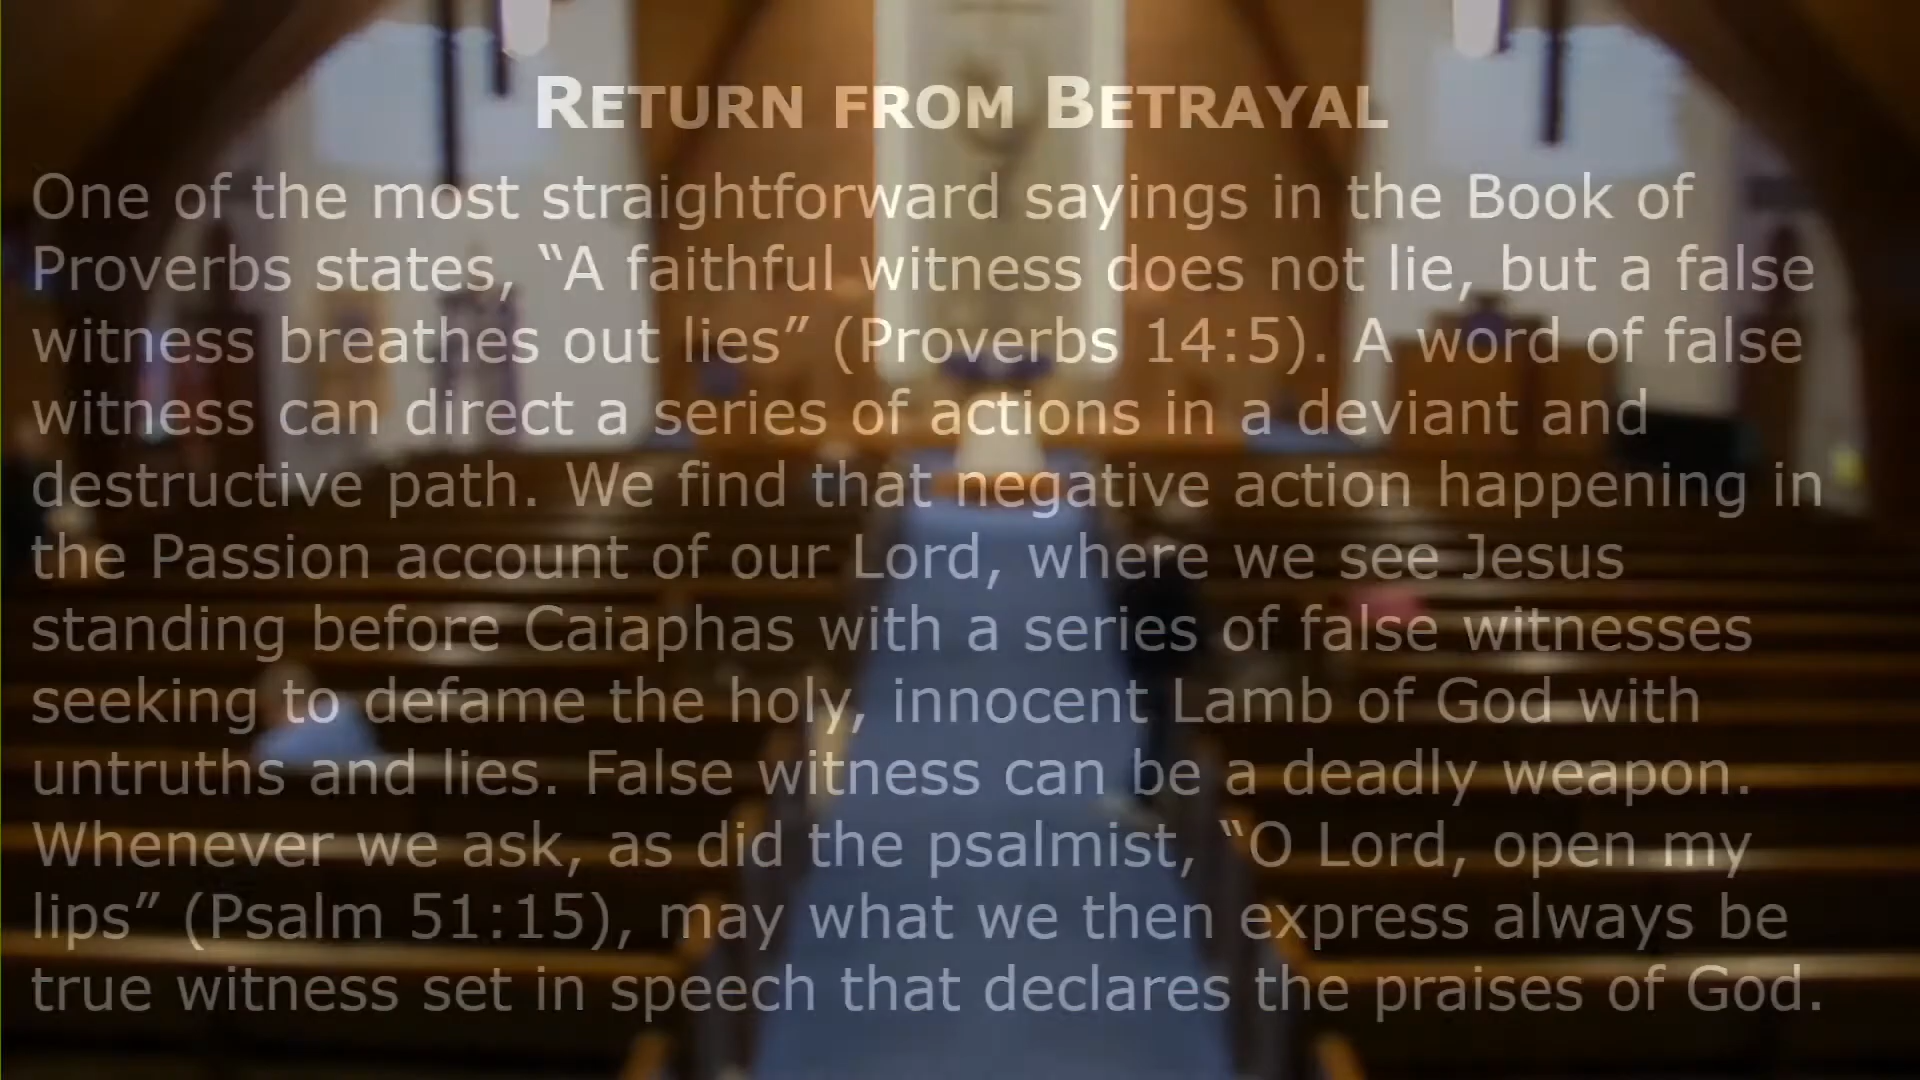 RETURN FROM BETRAYAL
One of the most straightforward sayings in the Book of
Proverbs states, “A faithful witness does not lie, but a false
witness breathes out lies” (Proverbs 14:5). A word of false
witness can direct a series of actions in a deviant and
destructive path. We find that negative action happening in
the Passion account of our Lord, where we see Jesus
standing before Caiaphas with a series of false witnesses
seeking to defame the holy, innocent Lamb of God with
untruths and lies. False witness can be a deadly weapon.
Whenever we ask, as did the psalmist, “O Lord, open my
lips” (Psalm 51:15), may what we then express always be
true witness set in speech that declares the praises of God.